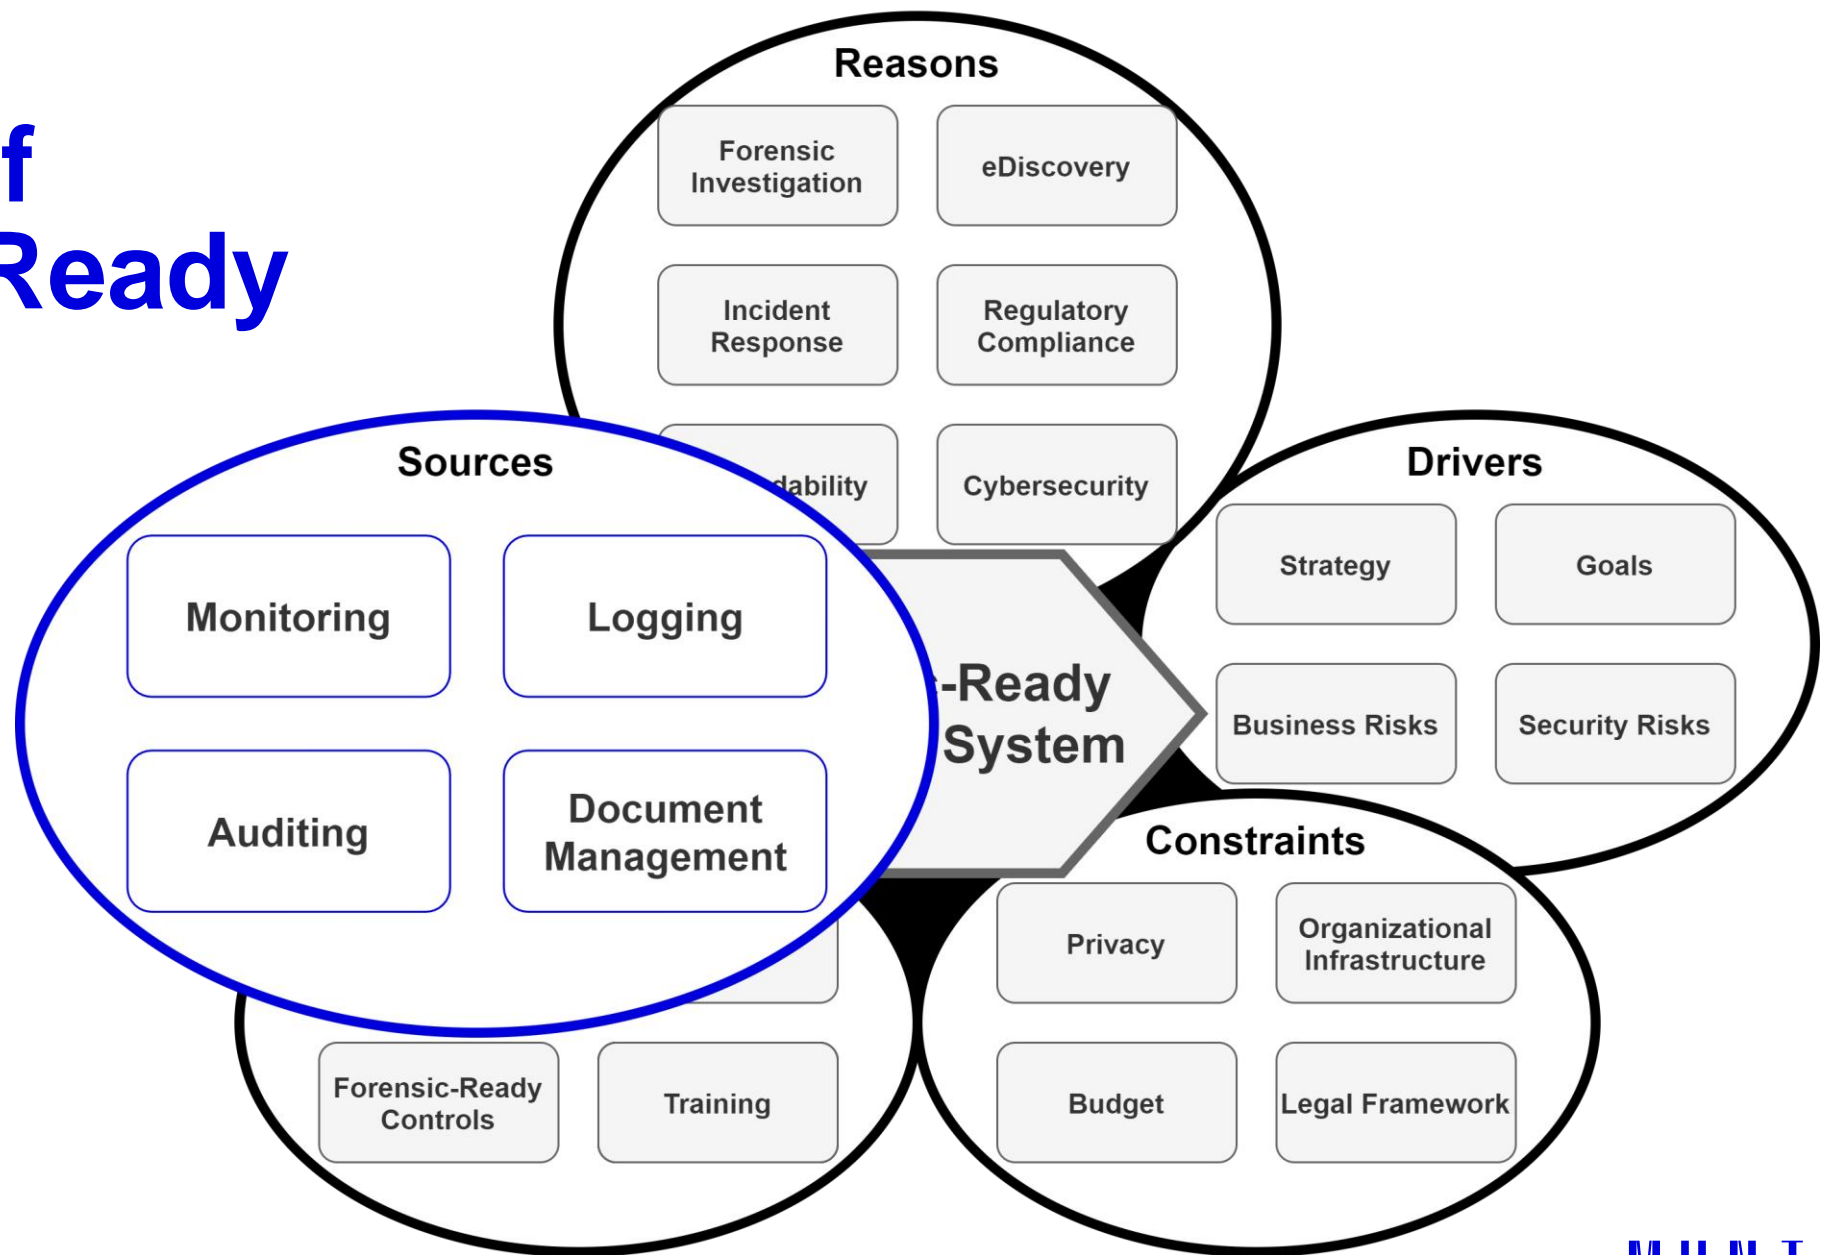 f
Ready
Reasons
Forensic
Investigation
eDiscovery
Incident
Response
Regulatory
Compliance
dability
Cybersecurity
Sources
Monitoring
Logging
Auditing
Document
Management
Drivers
Strategy
Goals
Business Risks
Security Risks
-Ready
System
Constraints
Privacy
Organizational
Infrastructure
Budget
Legal Framework
Forensic-Ready
Controls
Training